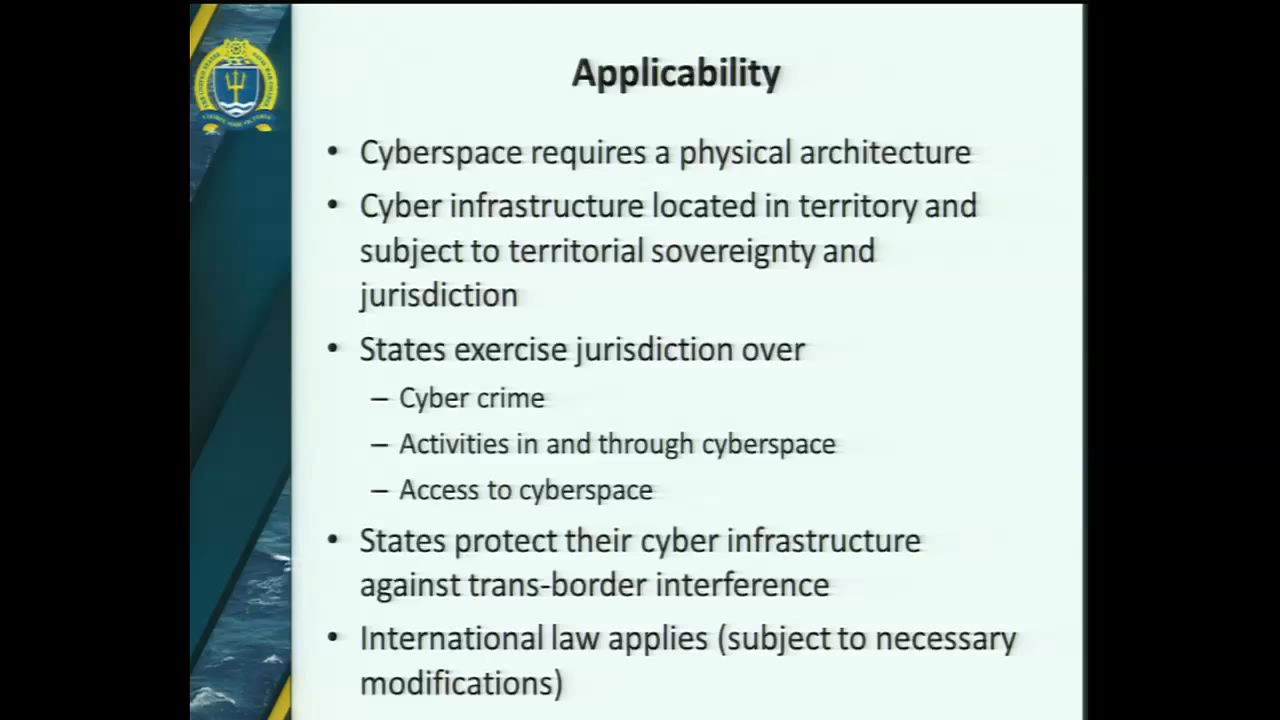 Applicability
• Cyberspace requires a physical architecture
• Cyber infrastructure located in territory and
subject to territorial sovereignty and
jurisdiction
• States exercise jurisdiction over
– Cyber crime
– Activities in and through cyberspace
– Access to cyberspace
• States protect their cyber infrastructure
against trans-border interference
• International law applies (subject to necessary
modifications)